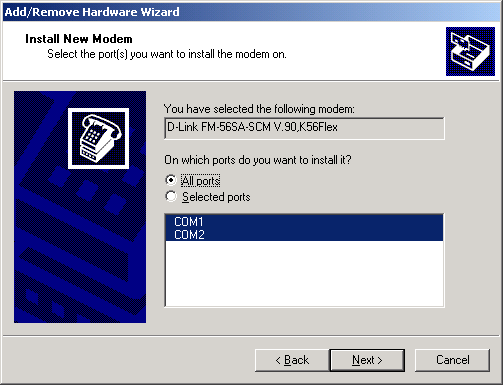 Add/Remove Hardware Wizard
Install New Modem
Select the port(s) you want to install the modem on.
You have selected the following modem:
D-Link FM-56SA-SCM V.90,K56Flex
On which ports do you want to install it?
All ports
Selected ports
COM1
COM2
< Back
Next >
Cancel